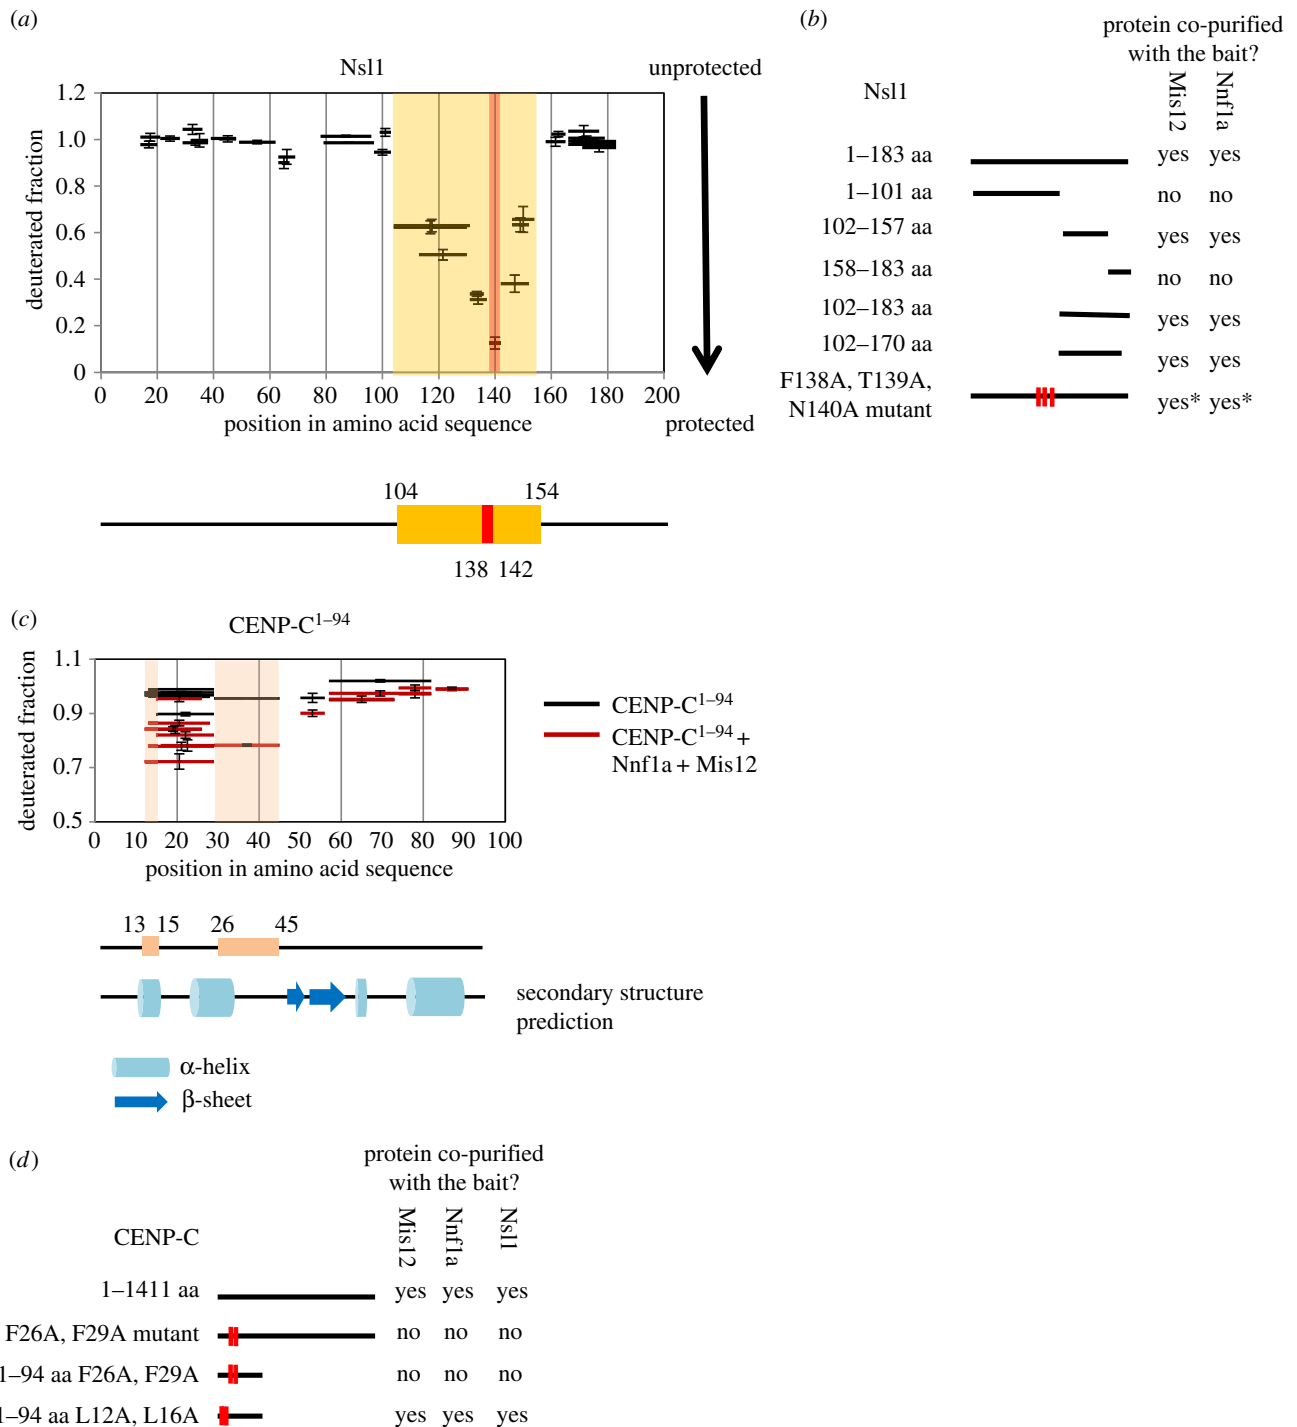 (a)
Nsl1
unprotected
1.2
1.0
0.8
0.6
0.4
0.2
0
deuterated fraction
0 20 40 60 80 100 120 140 160 180 200
position in amino acid sequence
protected
104 154
138 142
(b)
protein co-purified
with the bait?
Nsl1
Mis12 Nnf1a
1–183 aa yes yes
1–101 aa no no
102–157 aa yes yes
158–183 aa no no
102–183 aa yes yes
102–170 aa yes yes
F138A, T139A,
N140A mutant yes* yes*
(c)
CENP-C1–94
1.1
0.9
0.7
0.5
deuterated fraction
0 10 20 30 40 50 60 70 80 90 100
position in amino acid sequence
CENP-C1–94
CENP-C1–94 +
Nnf1a + Mis12
13 15 26 45
secondary structure
prediction
α-helix
β-sheet
(d)
protein co-purified
with the bait?
CENP-C
Mis12 Nnf1a Nsl1
1–1411 aa yes yes yes
F26A, F29A mutant no no no
1–94 aa F26A, F29A no no no
1–94 aa L12A, L16A yes yes yes